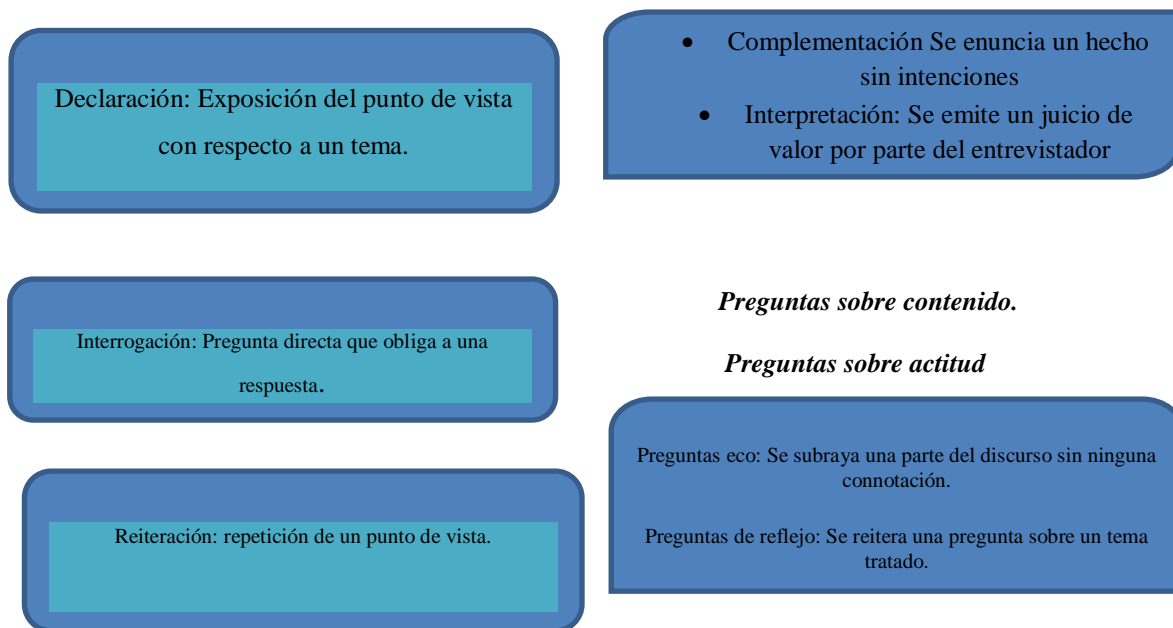 Declaración: Exposición del punto de vista
con respecto a un tema.
• Complementación Se enuncia un hecho
sin intenciones
• Interpretación: Se emite un juicio de
valor por parte del entrevistador
Interrogación: Pregunta directa que obliga a una
respuesta.
Preguntas sobre contenido.
Preguntas sobre actitud
Reiteración: repetición de un punto de vista.
Preguntas eco: Se subraya una parte del discurso sin ninguna
connotación.
Preguntas de reflejo: Se reitera una pregunta sobre un tema
tratado.